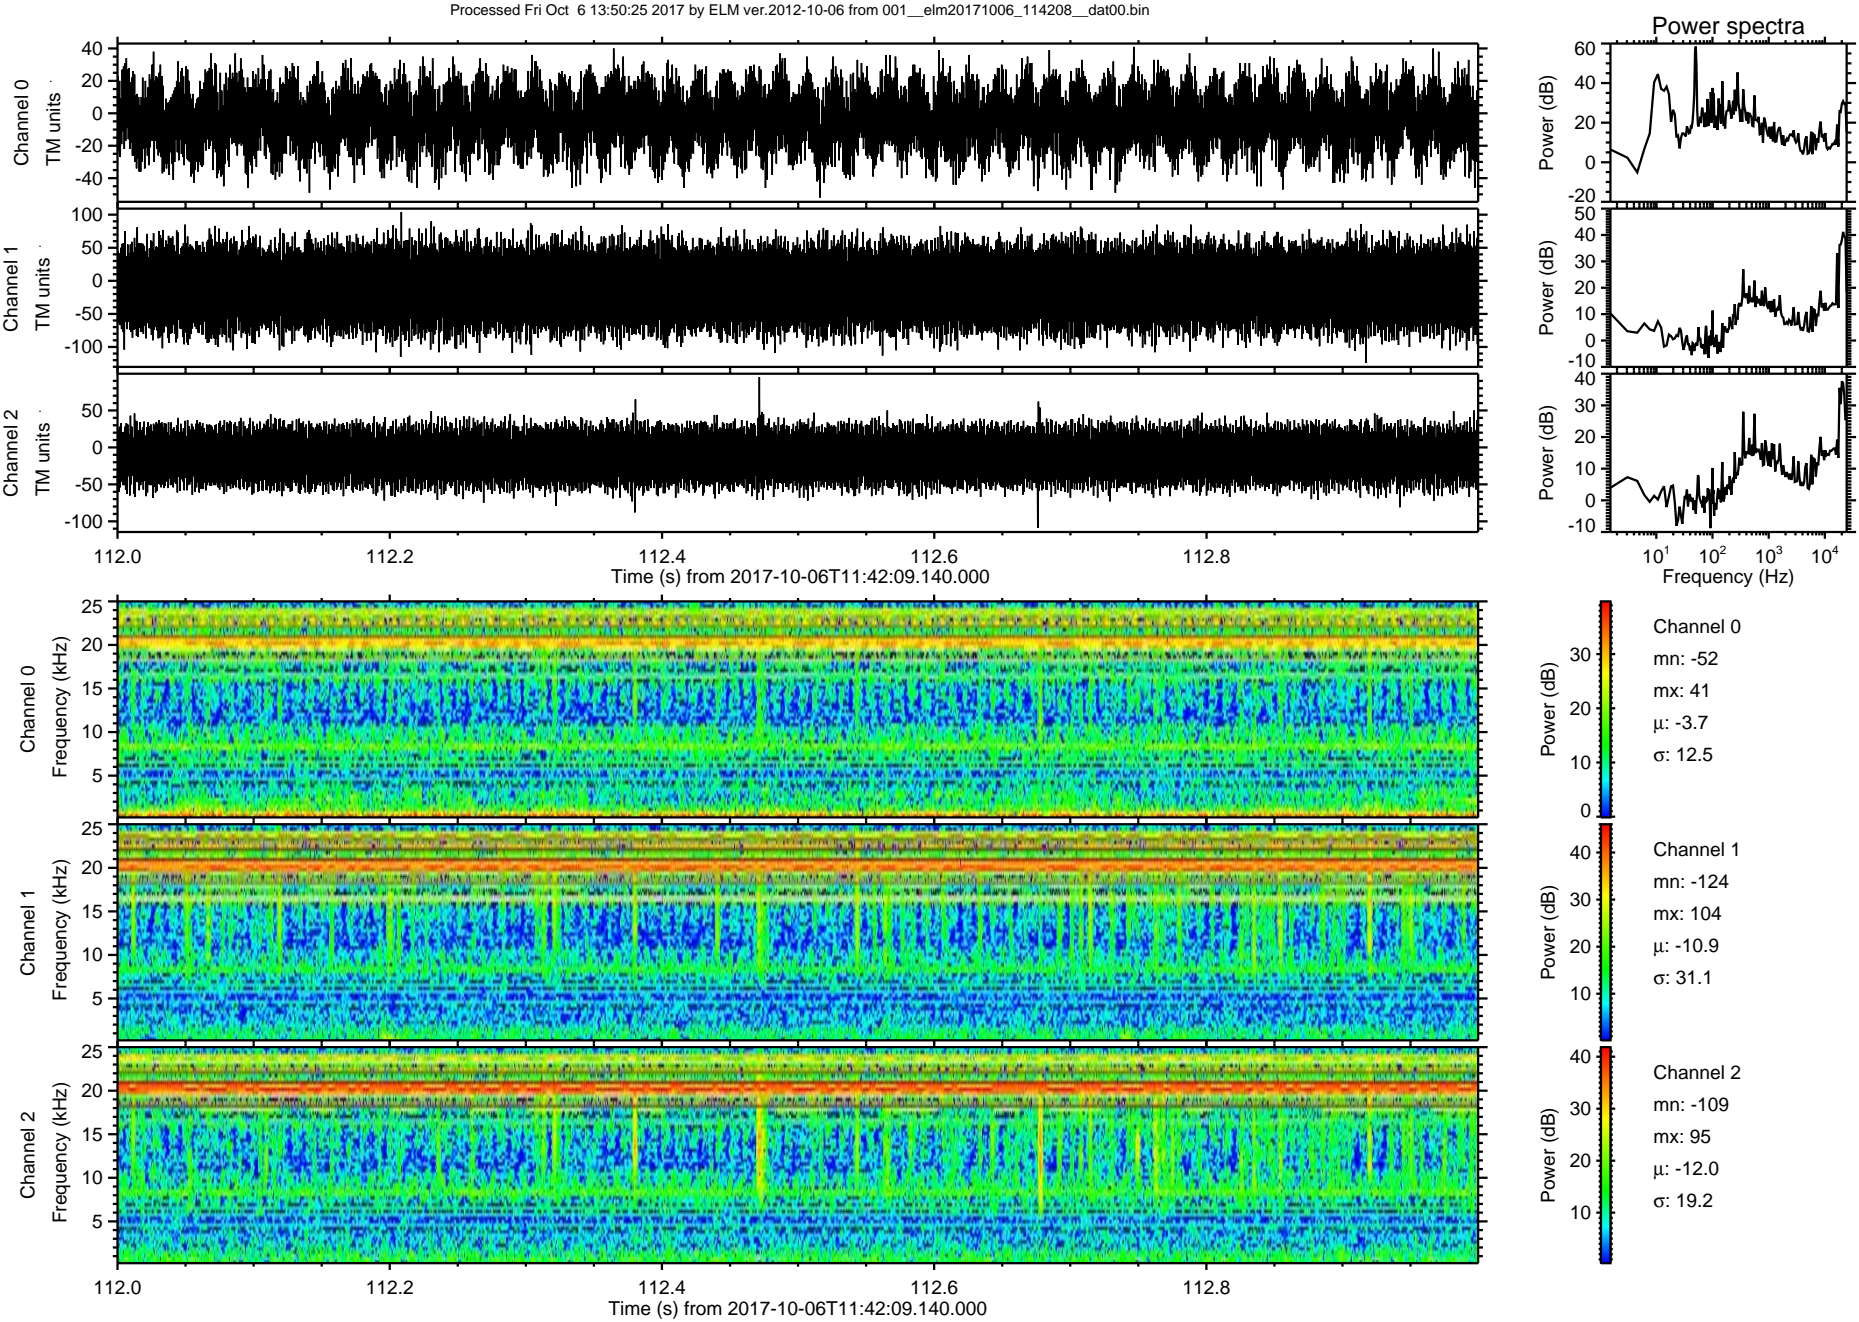 Processed Fri Oct  6 13:50:25 2017 by ELM ver.2012-10-06 from 001__elm20171006_114208__dat00.bin
Power spectra
Channel 0
TM units
40
20
0
-20
-40
Power (dB)
60
40
20
0
-20
Channel 1
TM units
100
50
0
-50
-100
Power (dB)
50
40
30
20
10
0
-10
Channel 2
TM units
50
0
-50
-100
Power (dB)
40
30
20
10
0
-10
112.0 112.2 112.4 112.6 112.8
Time (s) from 2017-10-06T11:42:09.140.000
10¹ 10² 10³ 10⁴
Frequency (Hz)
Channel 0
Frequency (kHz)
25
20
15
10
5
Power (dB)
30
20
10
0
Channel 0
mn: -52
mx: 41
μ: -3.7
σ: 12.5
Channel 1
Frequency (kHz)
25
20
15
10
5
Power (dB)
40
30
20
10
Channel 1
mn: -124
mx: 104
μ: -10.9
σ: 31.1
Channel 2
Frequency (kHz)
25
20
15
10
5
Power (dB)
40
30
20
10
Channel 2
mn: -109
mx: 95
μ: -12.0
σ: 19.2
112.0 112.2 112.4 112.6 112.8
Time (s) from 2017-10-06T11:42:09.140.000